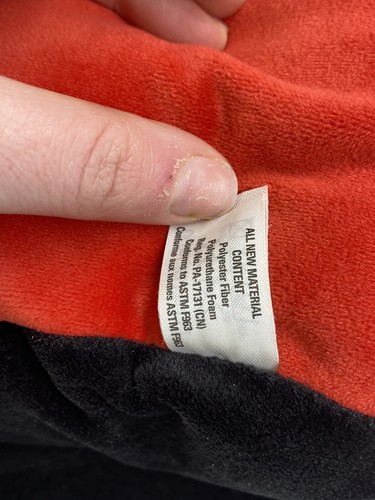 ALL NEW MATERIAL
CONTENT
Polyester Fiber
Polyurethane Foam
Reg. No. PA-17131 (CN)
Conforms to ASTM F963
Conforme aux normes ASTM F963